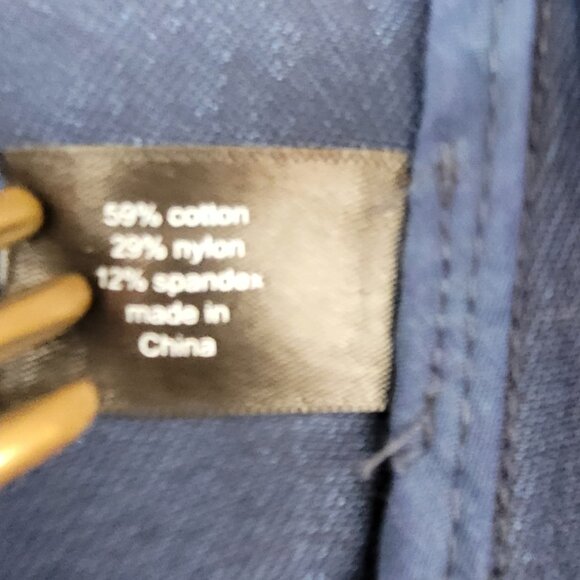 59% cotton
29% nylon
12% spandex
made in
China